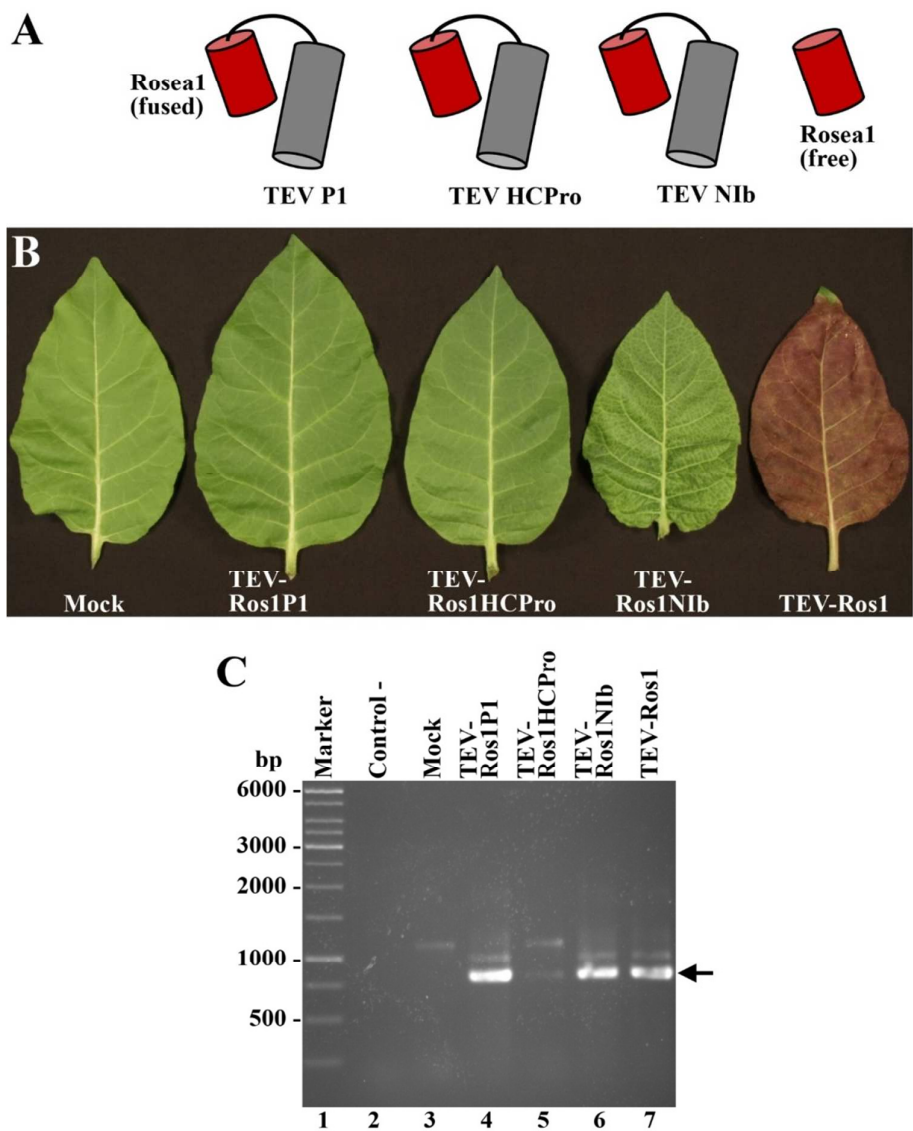 A
Rosea1
(fused)
TEV P1
TEV HCPro
TEV NIb
Rosea1
(free)
B
Mock
TEV-
Ros1P1
TEV-
Ros1HCPro
TEV-
Ros1NIb
TEV-Ros1
C
bp
Marker
Control -
Mock
TEV-
Ros1P1
TEV-
Ros1HCPro
TEV-
Ros1NIb
TEV-Ros1
6000 -
3000 -
2000 -
1000 -
500 -
1 2 3 4 5 6 7